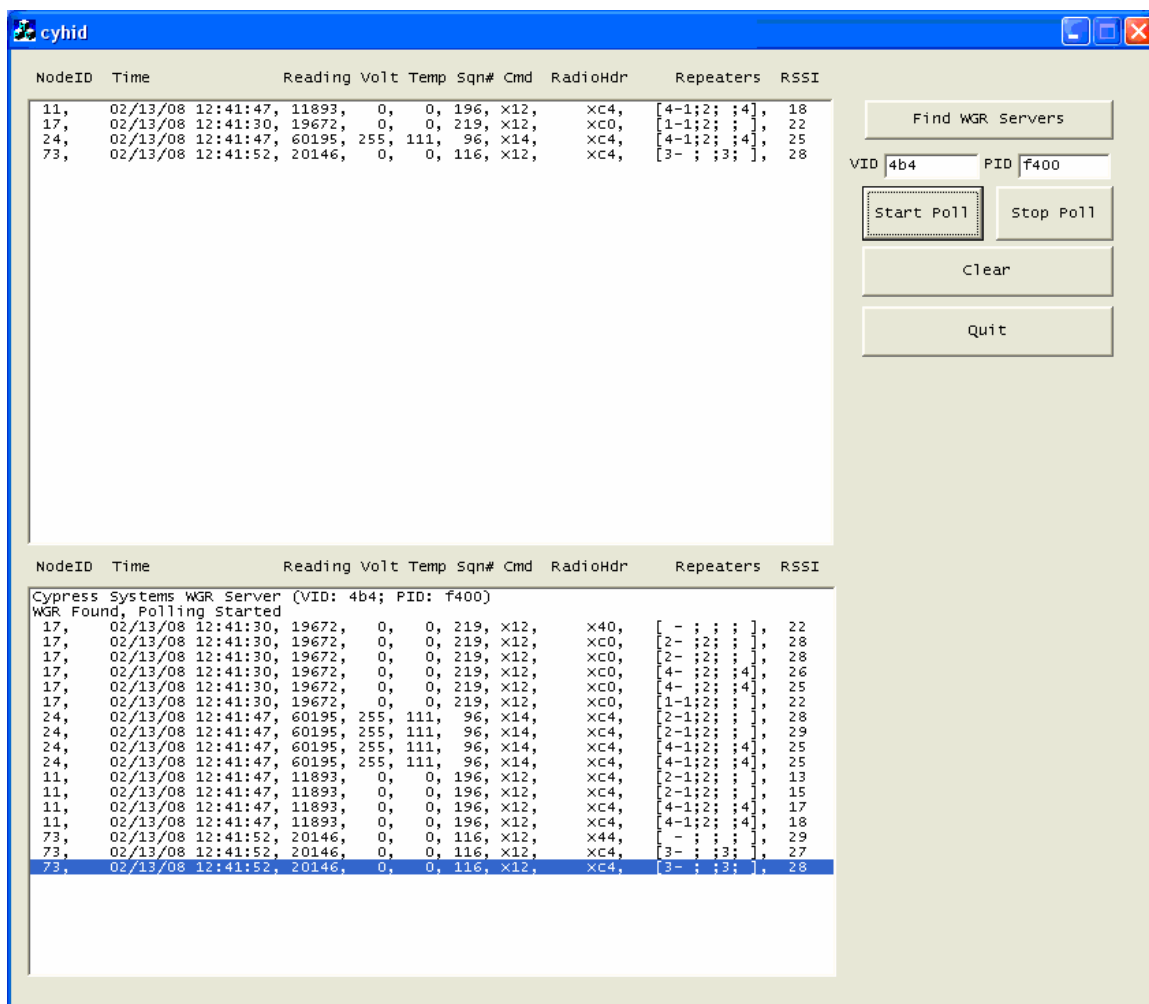 cyhid
NodeID Time Reading Volt Temp Sqn# Cmd RadioHdr Repeaters RSSI
11, 02/13/08 12:41:47, 11893, 0, 0, 196, x12, xC4, [4-1;2; ;4], 18
17, 02/13/08 12:41:30, 19672, 0, 0, 219, x12, xC0, [1-1;2; ; ], 22
24, 02/13/08 12:41:47, 60195, 255, 111, 96, x14, xC4, [4-1;2; ;4], 25
73, 02/13/08 12:41:52, 20146, 0, 0, 116, x12, xC4, [3- ; ;3; ], 28
Find WGR Servers
VID 4b4 PID f400
Start Poll Stop Poll
Clear
Quit
NodeID Time Reading Volt Temp Sqn# Cmd RadioHdr Repeaters RSSI
Cypress Systems WGR Server (VID: 4b4; PID: f400)
WGR Found, Polling Started
17, 02/13/08 12:41:30, 19672, 0, 0, 219, x12, x40, [ - ; ; ; ], 22
17, 02/13/08 12:41:30, 19672, 0, 0, 219, x12, xC0, [2- ;2; ; ], 28
17, 02/13/08 12:41:30, 19672, 0, 0, 219, x12, xC0, [2- ;2; ; ], 28
17, 02/13/08 12:41:30, 19672, 0, 0, 219, x12, xC0, [4- ;2; ;4], 26
17, 02/13/08 12:41:30, 19672, 0, 0, 219, x12, xC0, [4- ;2; ;4], 25
17, 02/13/08 12:41:30, 19672, 0, 0, 219, x12, xC0, [1-1;2; ; ], 22
24, 02/13/08 12:41:47, 60195, 255, 111, 96, x14, xC4, [2-1;2; ; ], 28
24, 02/13/08 12:41:47, 60195, 255, 111, 96, x14, xC4, [2-1;2; ; ], 29
24, 02/13/08 12:41:47, 60195, 255, 111, 96, x14, xC4, [4-1;2; ;4], 25
24, 02/13/08 12:41:47, 60195, 255, 111, 96, x14, xC4, [4-1;2; ;4], 25
11, 02/13/08 12:41:47, 11893, 0, 0, 196, x12, xC4, [2-1;2; ; ], 13
11, 02/13/08 12:41:47, 11893, 0, 0, 196, x12, xC4, [2-1;2; ; ], 15
11, 02/13/08 12:41:47, 11893, 0, 0, 196, x12, xC4, [4-1;2; ;4], 17
11, 02/13/08 12:41:47, 11893, 0, 0, 196, x12, xC4, [4-1;2; ;4], 18
73, 02/13/08 12:41:52, 20146, 0, 0, 116, x12, x44, [ - ; ; ; ], 29
73, 02/13/08 12:41:52, 20146, 0, 0, 116, x12, xC4, [3- ; ;3; ], 27
73, 02/13/08 12:41:52, 20146, 0, 0, 116, x12, xC4, [3- ; ;3; ], 28